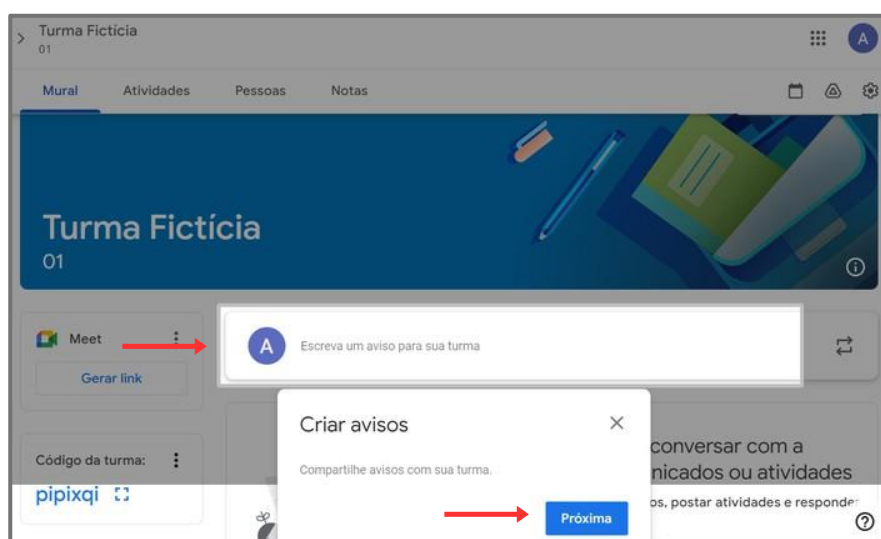 Turma Fictícia
01
A
Mural Atividades Pessoas Notas
Turma Fictícia
01
Meet
Gerar link
A Escreva um aviso para sua turma
Criar avisos
Compartilhe avisos com sua turma.
Próxima
Código da turma:
pipixqi
conversar com a
nicados ou atividades
os, postar atividades e responder